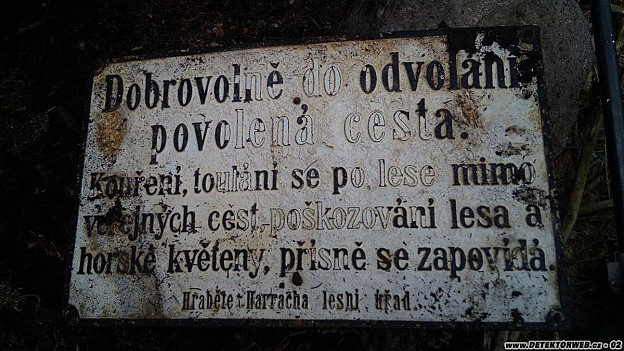 Dobrovolně do odvolání
povolená cesta.
Kouření, toulání se po lese mimo
veřejných cest, poškozování lesa a
horské květeny, přísně se zapovídá.
Hraběte Harracha lesní úřad.
www.DETEKTORWEB.cz - 02